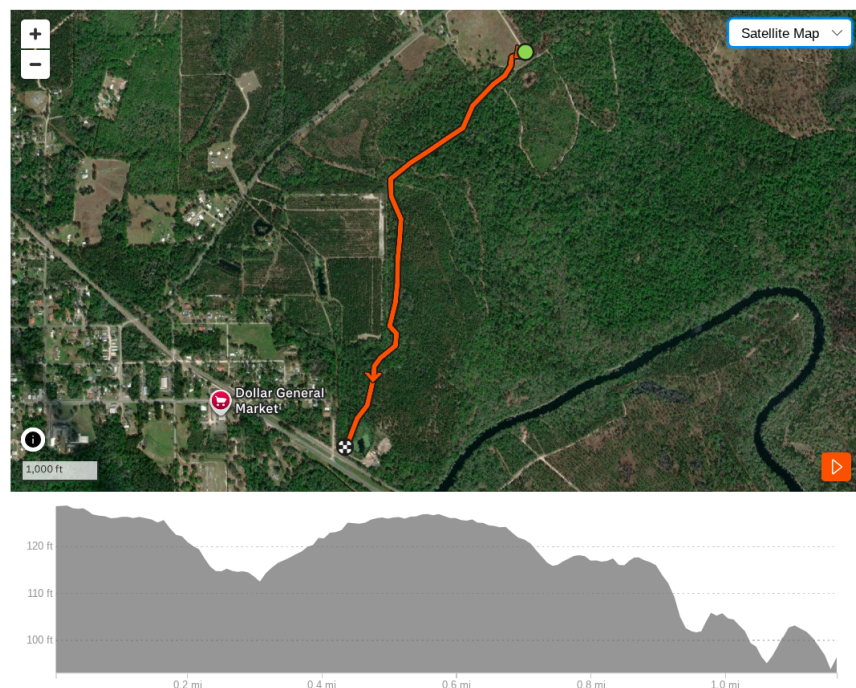 +
Satellite Map
−
Dollar General
Market
i
1,000 ft
120 ft
110 ft
100 ft
0.2 mi
0.4 mi
0.6 mi
0.8 mi
1.0 mi